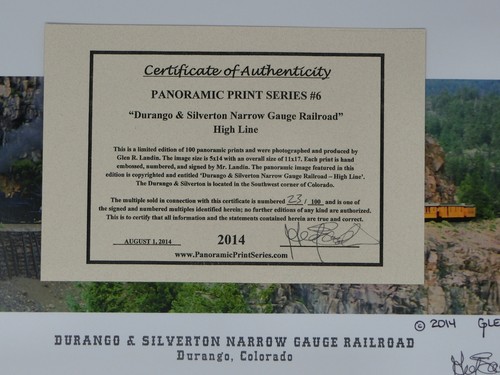 Certificate of Authenticity
PANORAMIC PRINT SERIES #6
"Durango & Silverton Narrow Gauge Railroad"
High Line
This is a limited edition of 100 panoramic prints and were photographed and produced by
Glen R. Landin. The image size is 5x14 with an overall size of 11x17. Each print is hand
embossed, numbered, and signed by Mr. Landin. The panoramic image featured in this
edition is copyrighted and entitled 'Durango & Silverton Narrow Gauge Railroad – High Line'.
The Durango & Silverton is located in the Southwest corner of Colorado.
The multiple sold in connection with this certificate is numbered 23/ 100 and is one of
the signed and numbered multiples identified herein; no further editions of any kind are authorized.
This is to certify that all information and the statements contained herein are true and correct.
AUGUST 1, 2014
2014
www.PanoramicPrintSeries.com
© 2014 GLE
DURANGO & SILVERTON NARROW GAUGE RAILROAD
Durango, Colorado